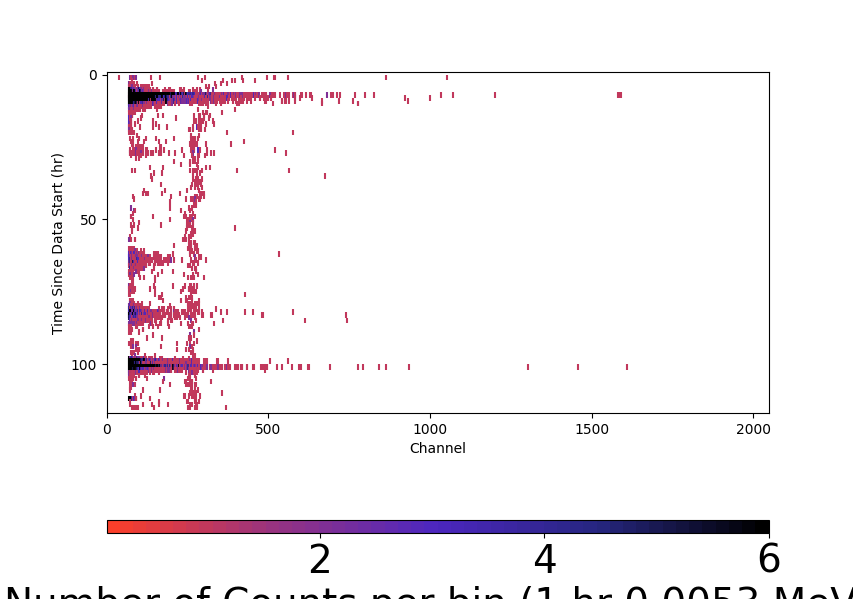 0
50
100
Time Since Data Start (hr)
0 500 1000 1500 2000
Channel
2 4 6
Number of Counts per bin (1 hr 0.0053 MeV